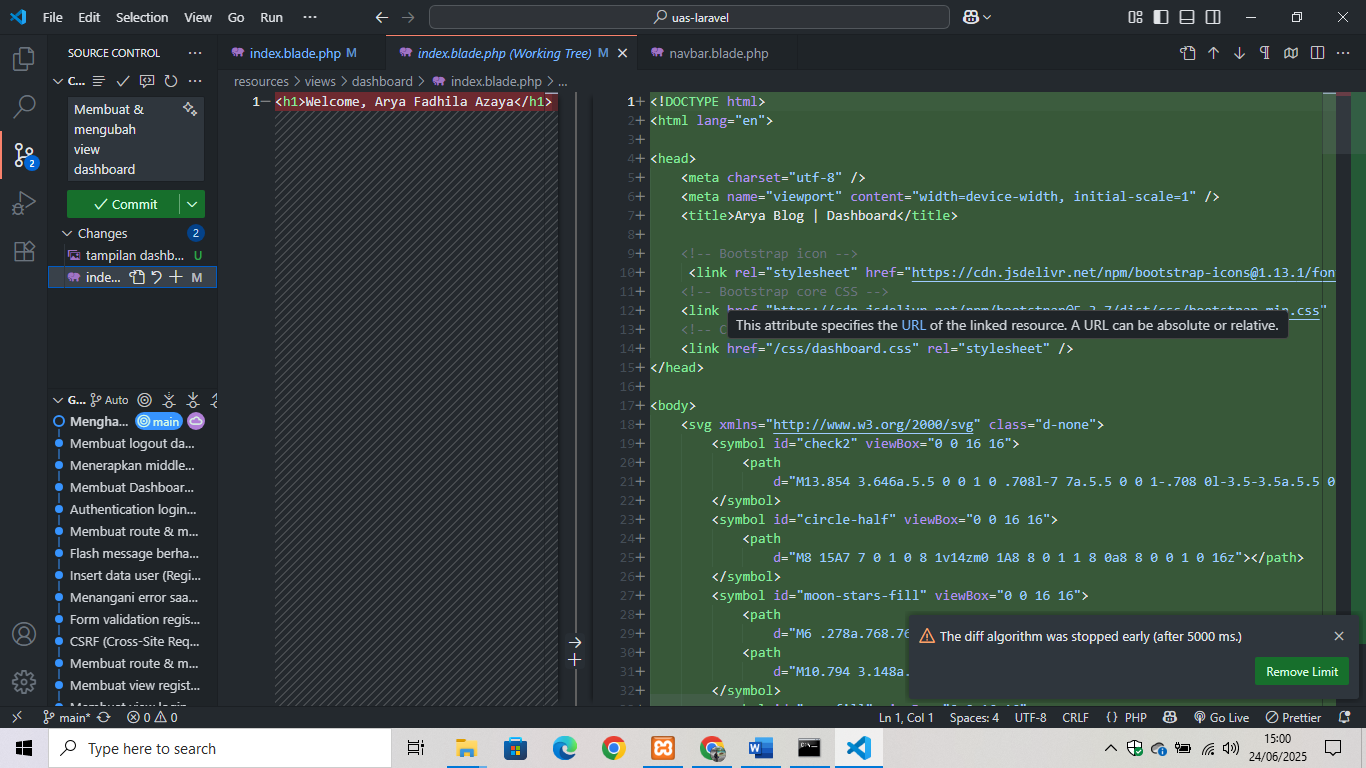 File Edit Selection View Go Run ··· uas-laravel
SOURCE CONTROL ···
index.blade.php M
index.blade.php (Working Tree) M
navbar.blade.php
C... ···
resources > views > dashboard > index.blade.php > ...
Membuat &
mengubah
view
dashboard
Commit
Changes 2
tampilan dashb... U
inde... M
2
G... Auto
Mengha... main
Membuat logout da...
Menerapkan middle...
Membuat Dashboar...
Authentication login...
Membuat route & m...
Flash message berha...
Insert data user (Regi...
Menangani error saa...
Form validation regis...
CSRF (Cross-Site Req...
Membuat route & m...
Membuat view regist...
Membuat view login
1− <h1>Welcome, Arya Fadhila Azaya</h1>
1+ <!DOCTYPE html>
2+ <html lang="en">
3+
4+ <head>
5+ <meta charset="utf-8" />
6+ <meta name="viewport" content="width=device-width, initial-scale=1" />
7+ <title>Arya Blog | Dashboard</title>
8+
9+ <!-- Bootstrap icon -->
10+ <link rel="stylesheet" href="https://cdn.jsdelivr.net/npm/bootstrap-icons@1.13.1/fon
11+ <!-- Bootstrap core CSS -->
12+ <link href="https://cdn.jsdelivr.net/npm/bootstrap@5.3.7/dist/css/bootstrap.min.css"
This attribute specifies the URL of the linked resource. A URL can be absolute or relative.
13+ <!-- C
14+ <link href="/css/dashboard.css" rel="stylesheet" />
15+ </head>
16+
17+ <body>
18+ <svg xmlns="http://www.w3.org/2000/svg" class="d-none">
19+ <symbol id="check2" viewBox="0 0 16 16">
20+ <path
21+ d="M13.854 3.646a.5.5 0 0 1 0 .708l-7 7a.5.5 0 0 1-.708 0l-3.5-3.5a.5.5 0
22+ </symbol>
23+ <symbol id="circle-half" viewBox="0 0 16 16">
24+ <path
25+ d="M8 15A7 7 0 1 0 8 1v14zm0 1A8 8 0 1 1 8 0a8 8 0 0 1 0 16z"></path>
26+ </symbol>
27+ <symbol id="moon-stars-fill" viewBox="0 0 16 16">
28+ <path
29+ d="M6 .278a.768.76
30+ <path
31+ d="M10.794 3.148a.
32+ </symbol>
The diff algorithm was stopped early (after 5000 ms.)
Remove Limit
main* 0 0 Ln 1, Col 1 Spaces: 4 UTF-8 CRLF {} PHP Go Live Prettier
Type here to search
15:00
24/06/2025